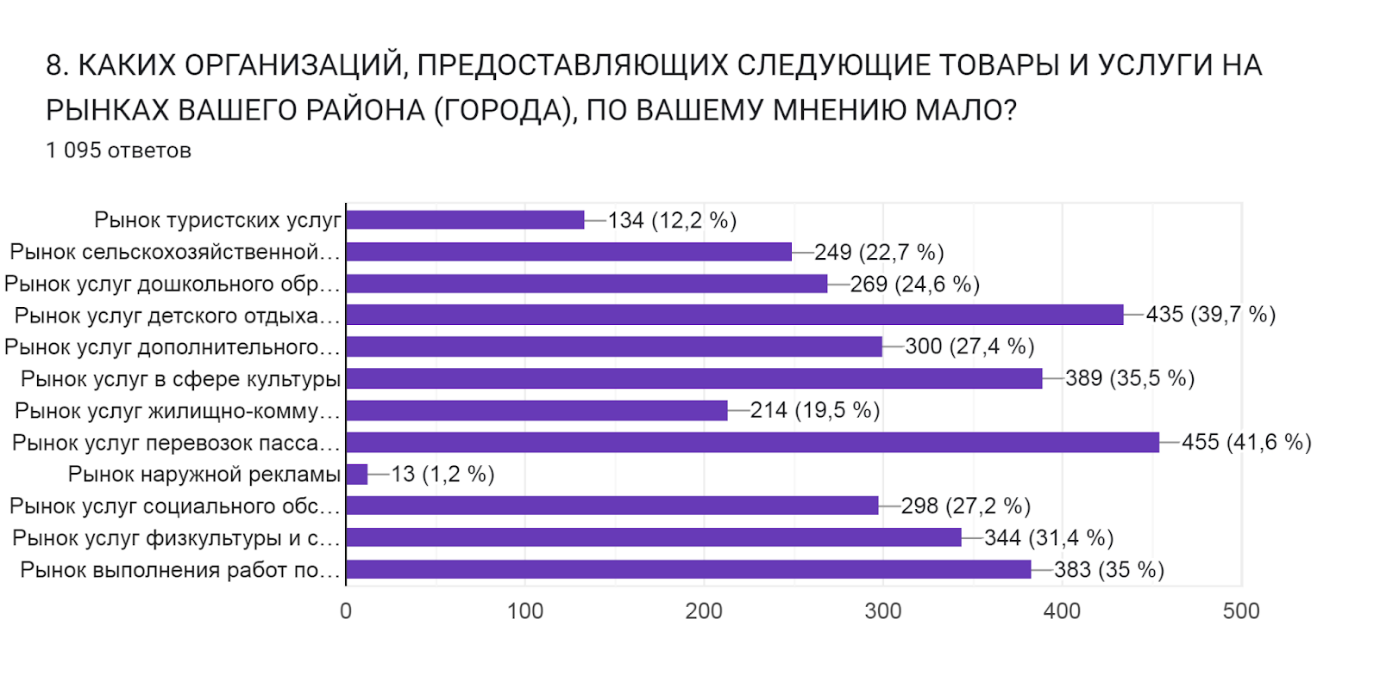 8. КАКИХ ОРГАНИЗАЦИЙ, ПРЕДОСТАВЛЯЮЩИХ СЛЕДУЮЩИЕ ТОВАРЫ И УСЛУГИ НА
РЫНКАХ ВАШЕГО РАЙОНА (ГОРОДА), ПО ВАШЕМУ МНЕНИЮ МАЛО?
1 095 ответов
Рынок туристских услуг 134 (12,2 %)
Рынок сельскохозяйственной… 249 (22,7 %)
Рынок услуг дошкольного обр… 269 (24,6 %)
Рынок услуг детского отдыха… 435 (39,7 %)
Рынок услуг дополнительного… 300 (27,4 %)
Рынок услуг в сфере культуры 389 (35,5 %)
Рынок услуг жилищно-комму… 214 (19,5 %)
Рынок услуг перевозок пасса… 455 (41,6 %)
Рынок наружной рекламы 13 (1,2 %)
Рынок услуг социального обс… 298 (27,2 %)
Рынок услуг физкультуры и с… 344 (31,4 %)
Рынок выполнения работ по… 383 (35 %)
0 100 200 300 400 500